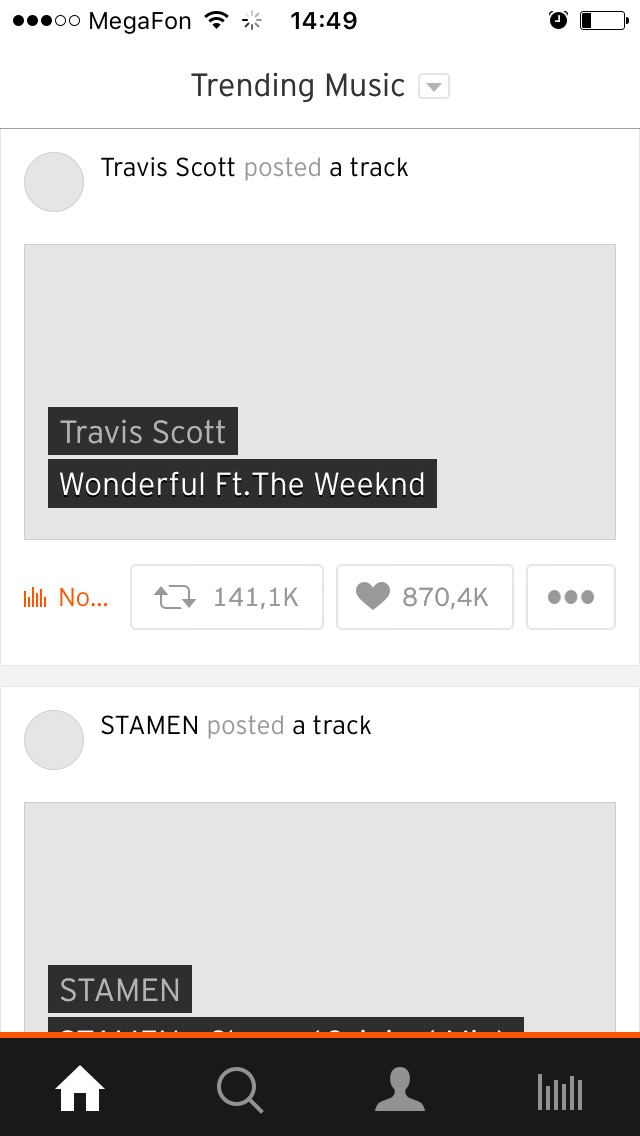 MegaFon 14:49
Trending Music
Travis Scott posted a track
Travis Scott
Wonderful Ft.The Weeknd
No... 141,1K 870,4K
STAMEN posted a track
STAMEN